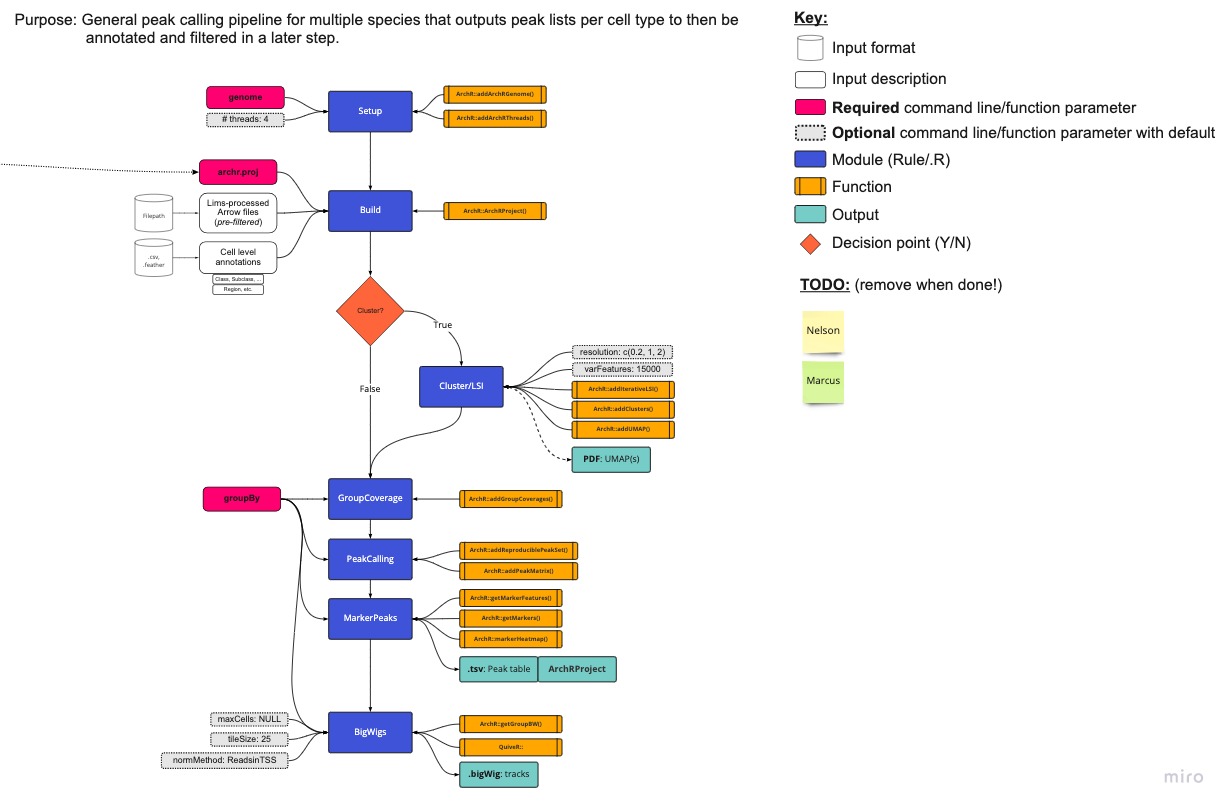 Purpose: General peak calling pipeline for multiple species that outputs peak lists per cell type to then be
annotated and filtered in a later step.
Key:
Input format
Input description
Required command line/function parameter
Optional command line/function parameter with default
Module (Rule/.R)
Function
Output
Decision point (Y/N)
TODO: (remove when done!)
Nelson
Marcus
genome
# threads: 4
Setup
ArchR::addArchRGenome()
ArchR::addArchRThreads()
archr.proj
Filepath
Lims-processed
Arrow files
(pre-filtered)
Build
ArchR::ArchRProject()
.csv,
.feather
Cell level
annotations
Class, Subclass, ...
Region, etc.
Cluster?
True
False
Cluster/LSI
resolution: c(0.2, 1, 2)
varFeatures: 15000
ArchR::addIterativeLSI()
ArchR::addClusters()
ArchR::addUMAP()
PDF: UMAP(s)
groupBy
GroupCoverage
ArchR::addGroupCoverages()
PeakCalling
ArchR::addReproduciblePeakSet()
ArchR::addPeakMatrix()
MarkerPeaks
ArchR::getMarkerFeatures()
ArchR::getMarkers()
ArchR::markerHeatmap()
.tsv: Peak table
ArchRProject
maxCells: NULL
tileSize: 25
normMethod: ReadsinTSS
BigWigs
ArchR::getGroupBW()
QuiveR::
.bigWig: tracks
miro